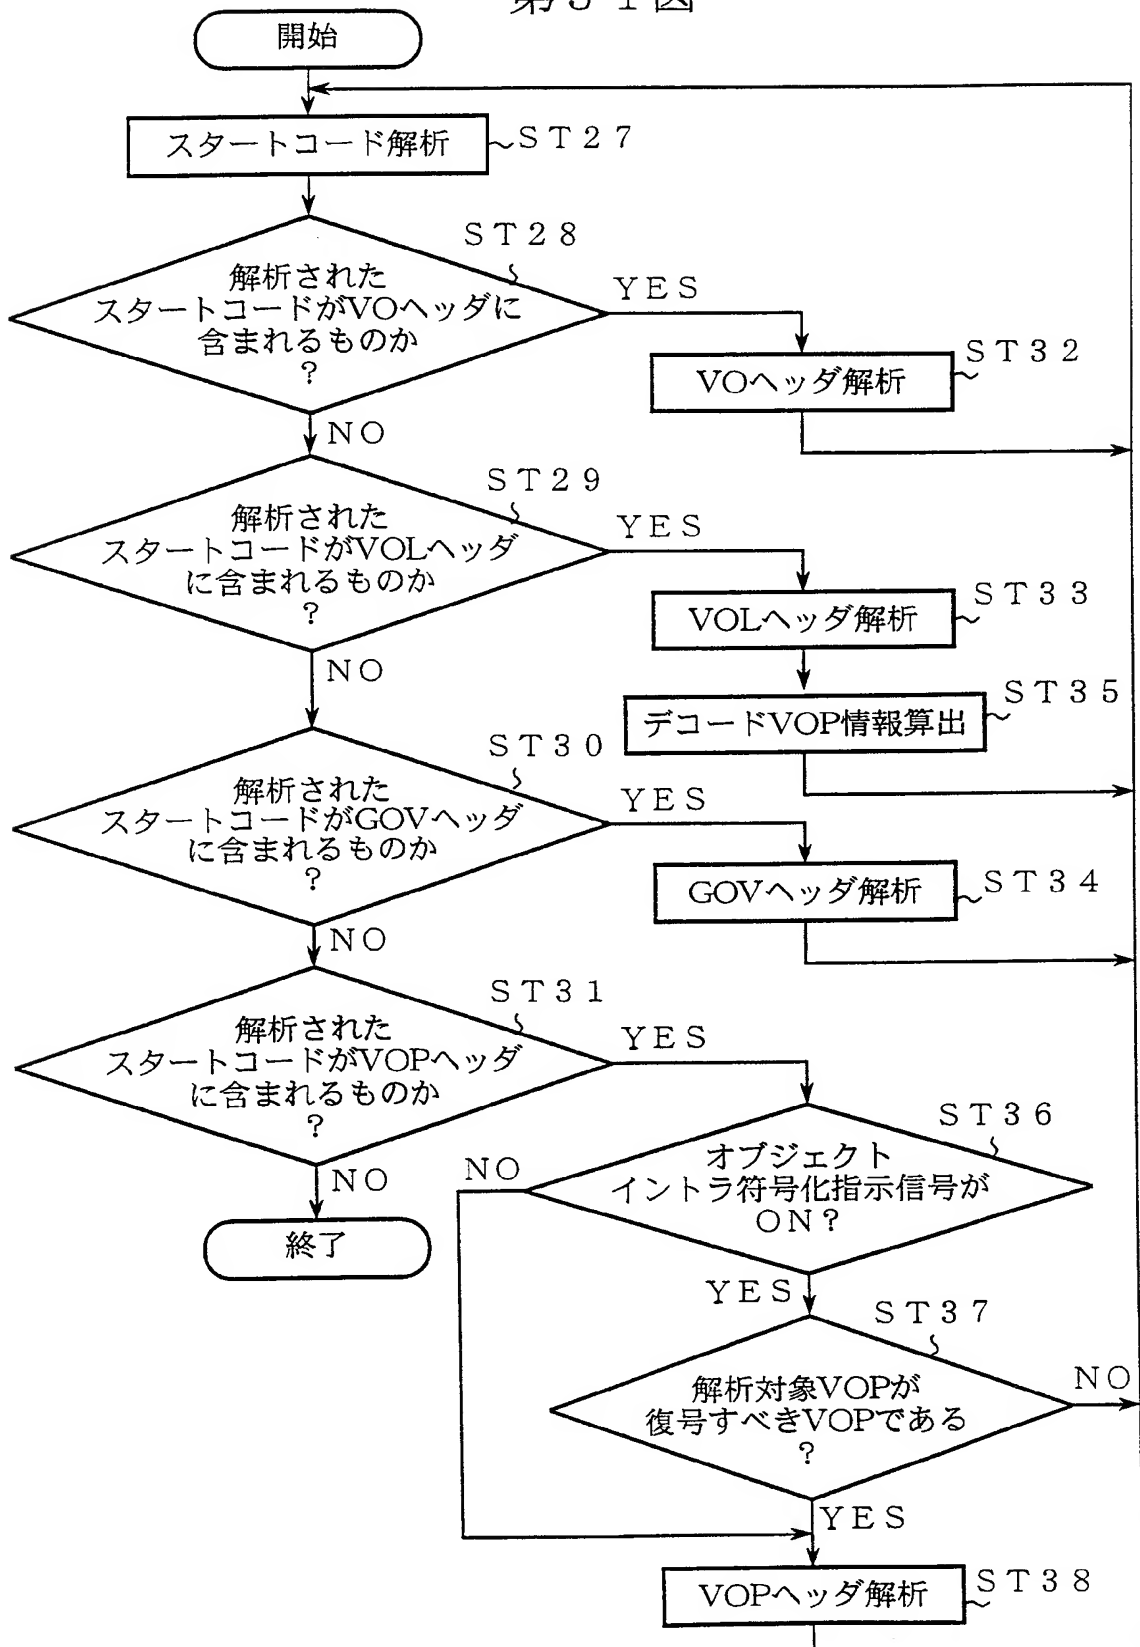 第31図
開始
スタートコード解析
ST27
ST28
解析された
スタートコードがVOヘッダに
含まれるものか
?
YES
ST32
VOヘッダ解析
NO
ST29
解析された
スタートコードがVOLヘッダ
に含まれるものか
?
YES
ST33
VOLヘッダ解析
NO
ST35
デコードVOP情報算出
ST30
解析された
スタートコードがGOVヘッダ
に含まれるものか
?
YES
ST34
GOVヘッダ解析
NO
ST31
解析された
スタートコードがVOPヘッダ
に含まれるものか
?
YES
NO
終了
ST36
オブジェクト
イントラ符号化指示信号が
ON?
NO
YES
ST37
解析対象VOPが
復号すべきVOPである
?
NO
YES
VOPヘッダ解析
ST38